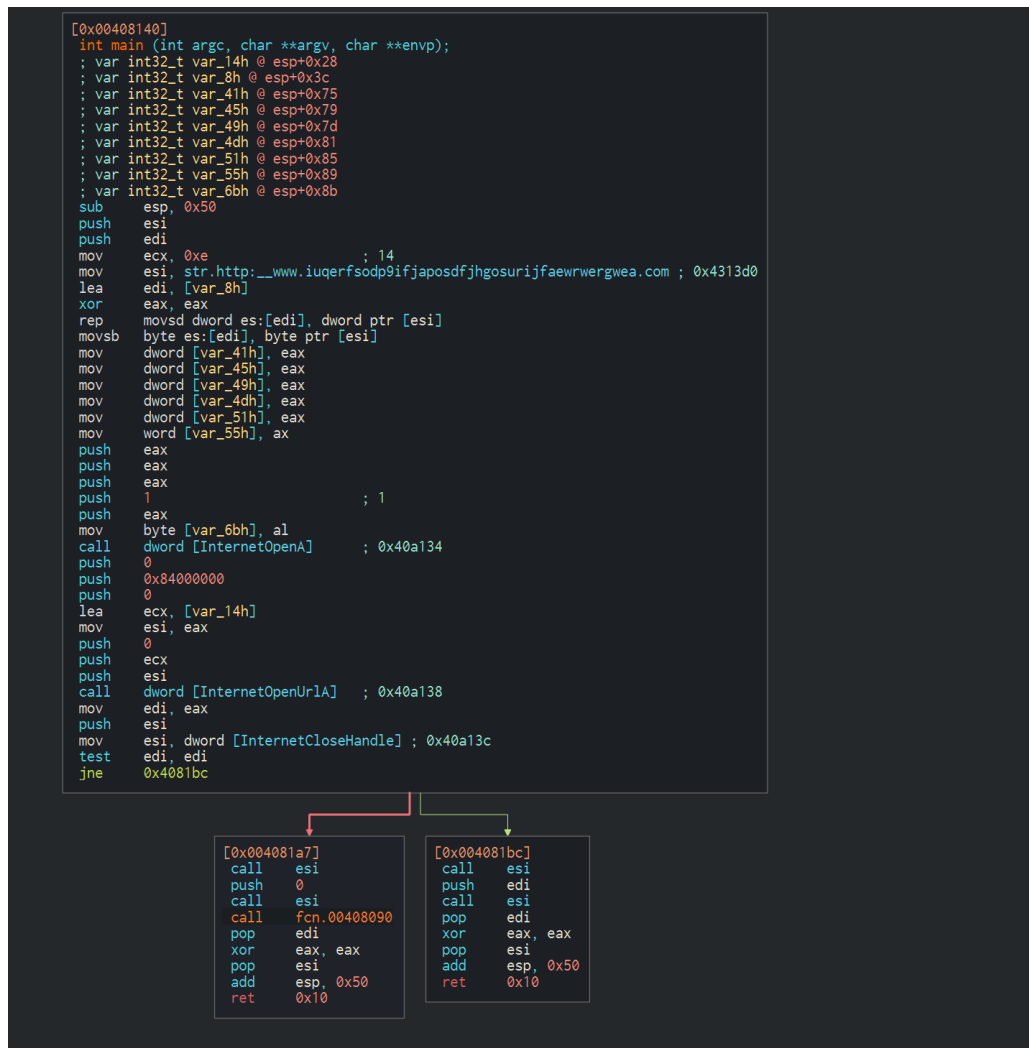 [0x00408140]
int main (int argc, char **argv, char **envp);
; var int32_t var_14h @ esp+0x28
; var int32_t var_8h @ esp+0x3c
; var int32_t var_41h @ esp+0x75
; var int32_t var_45h @ esp+0x79
; var int32_t var_49h @ esp+0x7d
; var int32_t var_4dh @ esp+0x81
; var int32_t var_51h @ esp+0x85
; var int32_t var_55h @ esp+0x89
; var int32_t var_6bh @ esp+0x8b
sub esp, 0x50
push esi
push edi
mov ecx, 0xe ; 14
mov esi, str.http:__www.iuqerfsodp9ifjaposdfjhgosurijfaewrwergwea.com ; 0x4313d0
lea edi, [var_8h]
xor eax, eax
rep movsd dword es:[edi], dword ptr [esi]
movsb byte es:[edi], byte ptr [esi]
mov dword [var_41h], eax
mov dword [var_45h], eax
mov dword [var_49h], eax
mov dword [var_4dh], eax
mov dword [var_51h], eax
mov word [var_55h], ax
push eax
push eax
push eax
push 1 ; 1
push eax
mov byte [var_6bh], al
call dword [InternetOpenA] ; 0x40a134
push 0
push 0x84000000
push 0
lea ecx, [var_14h]
mov esi, eax
push 0
push ecx
push esi
call dword [InternetOpenUrlA] ; 0x40a138
mov edi, eax
push esi
mov esi, dword [InternetCloseHandle] ; 0x40a13c
test edi, edi
jne 0x4081bc
[0x004081a7]
call esi
push 0
call esi
call fcn.00408090
pop edi
xor eax, eax
pop esi
add esp, 0x50
ret 0x10
[0x004081bc]
call esi
push edi
call esi
pop edi
xor eax, eax
pop esi
add esp, 0x50
ret 0x10